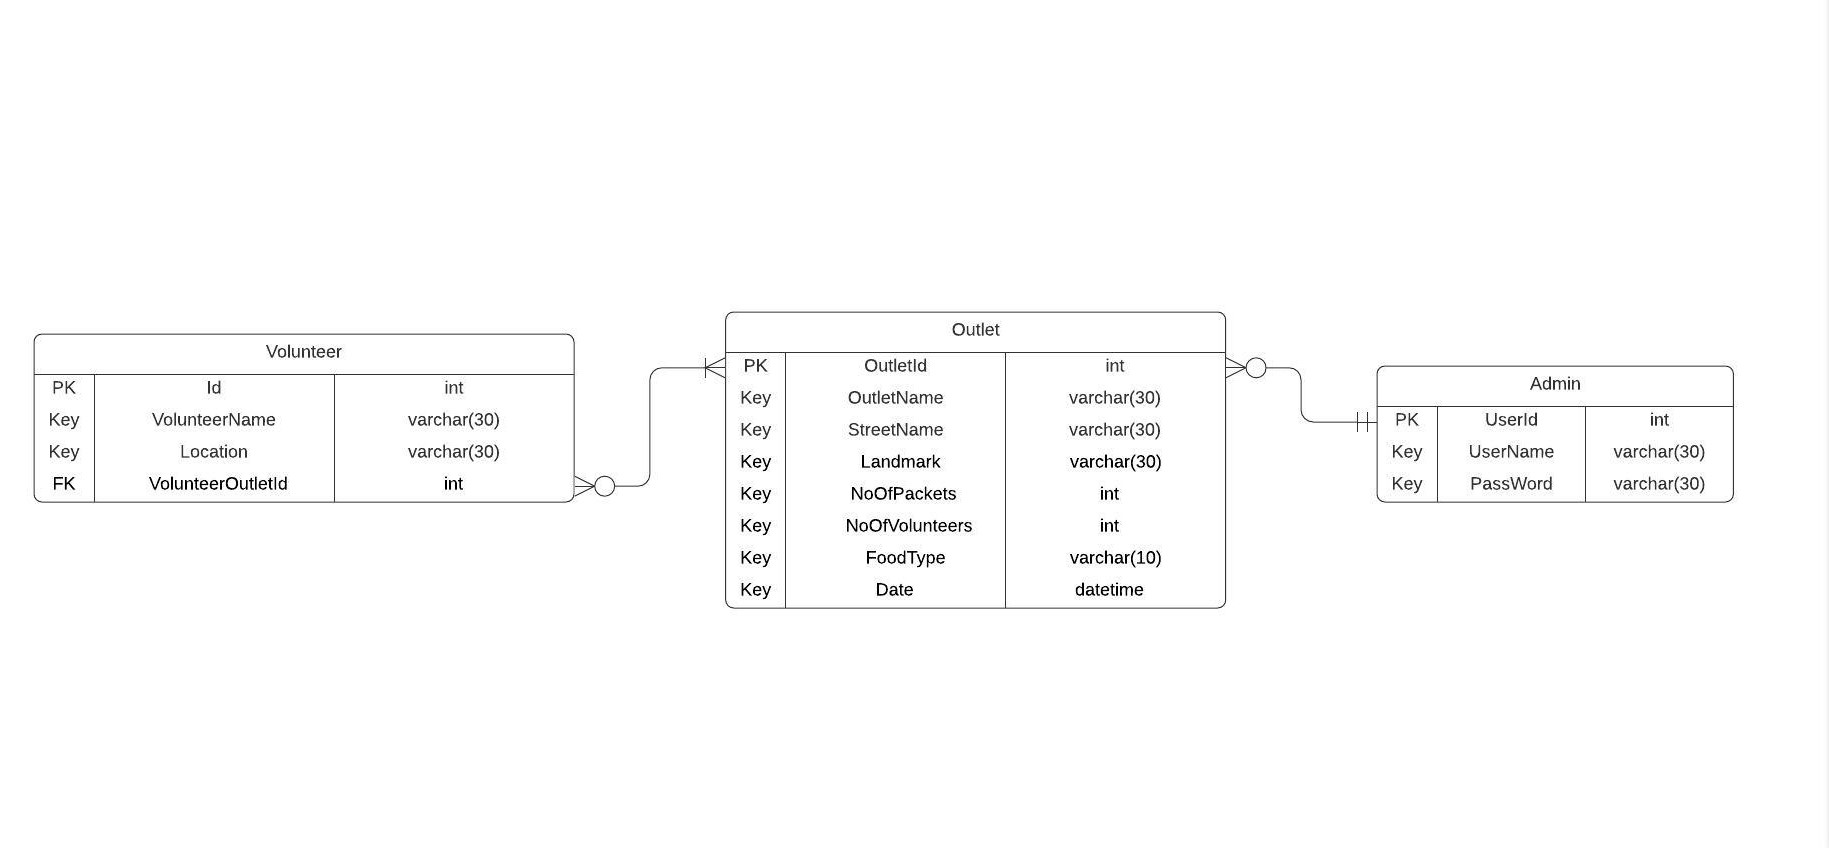 Volunteer
PK Id int
Key VolunteerName varchar(30)
Key Location varchar(30)
FK VolunteerOutletId int
Outlet
PK OutletId int
Key OutletName varchar(30)
Key StreetName varchar(30)
Key Landmark varchar(30)
Key NoOfPackets int
Key NoOfVolunteers int
Key FoodType varchar(10)
Key Date datetime
Admin
PK UserId int
Key UserName varchar(30)
Key PassWord varchar(30)